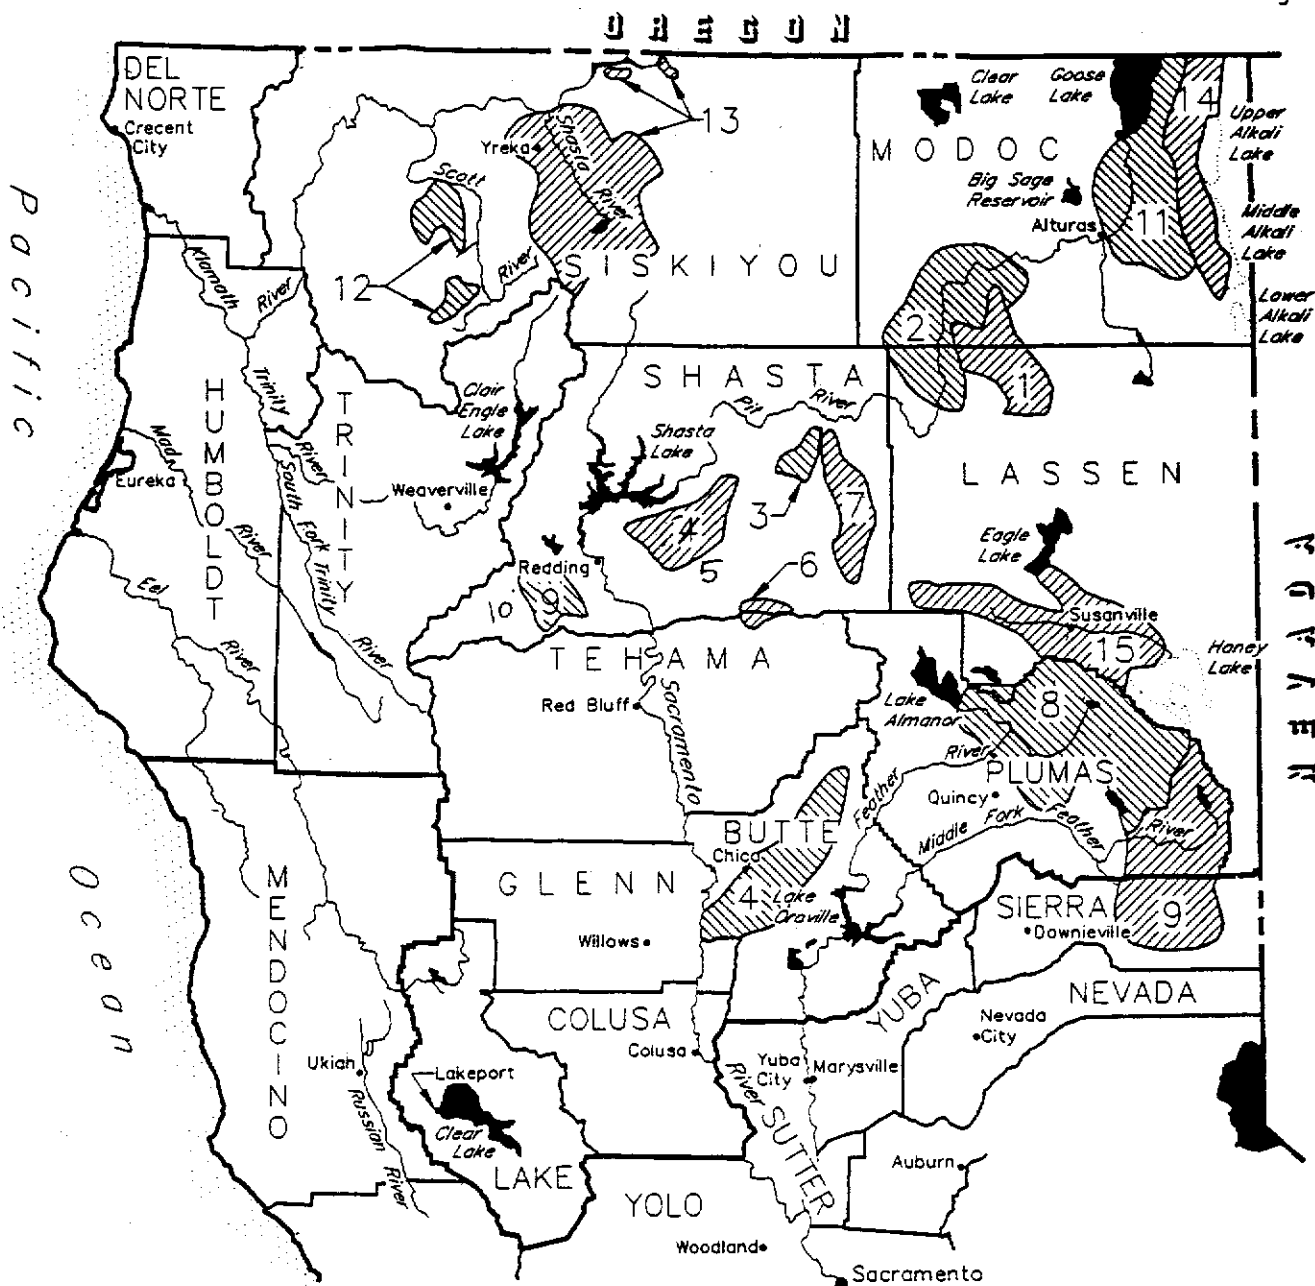 OREGON
DEL
NORTE
Crecent
City
Clear
Lake
Goose
Lake
14
Upper
Alkali
Lake
13
Yreka
Shasta
River
MODOC
Big Sage
Reservoir
Alturas
11
Middle
Alkali
Lake
Scott
River
12
SISKIYOU
Lower
Alkali
Lake
Pacific
Ocean
Klamath
River
2
1
SHASTA
Pit River
HUMBOLDT
Trinity
River
TRINITY
Clair
Engle
Lake
Shasta
Lake
LASSEN
Mad
River
Eureka
South Fork Trinity
River
Weaverville
3
7
4
5
6
Eagle
Lake
NEVADA
Redding
10
9
Eel
River
Susanville
15
Honey
Lake
TEHAMA
Red Bluff
Sacramento
River
Lake
Almanor
8
River
PLUMAS
Quincy
Feather
Middle Fork
Feather
River
BUTTE
Chico
4
Lake
Oroville
GLENN
Willows
MENDOCINO
SIERRA
Downieville
9
YUBA
NEVADA
Nevada
City
COLUSA
Colusa
Yuba
City
Marysville
Ukiah
Russian
River
Lakeport
Clear
Lake
LAKE
SUTTER
Auburn
YOLO
Woodland
Sacramento